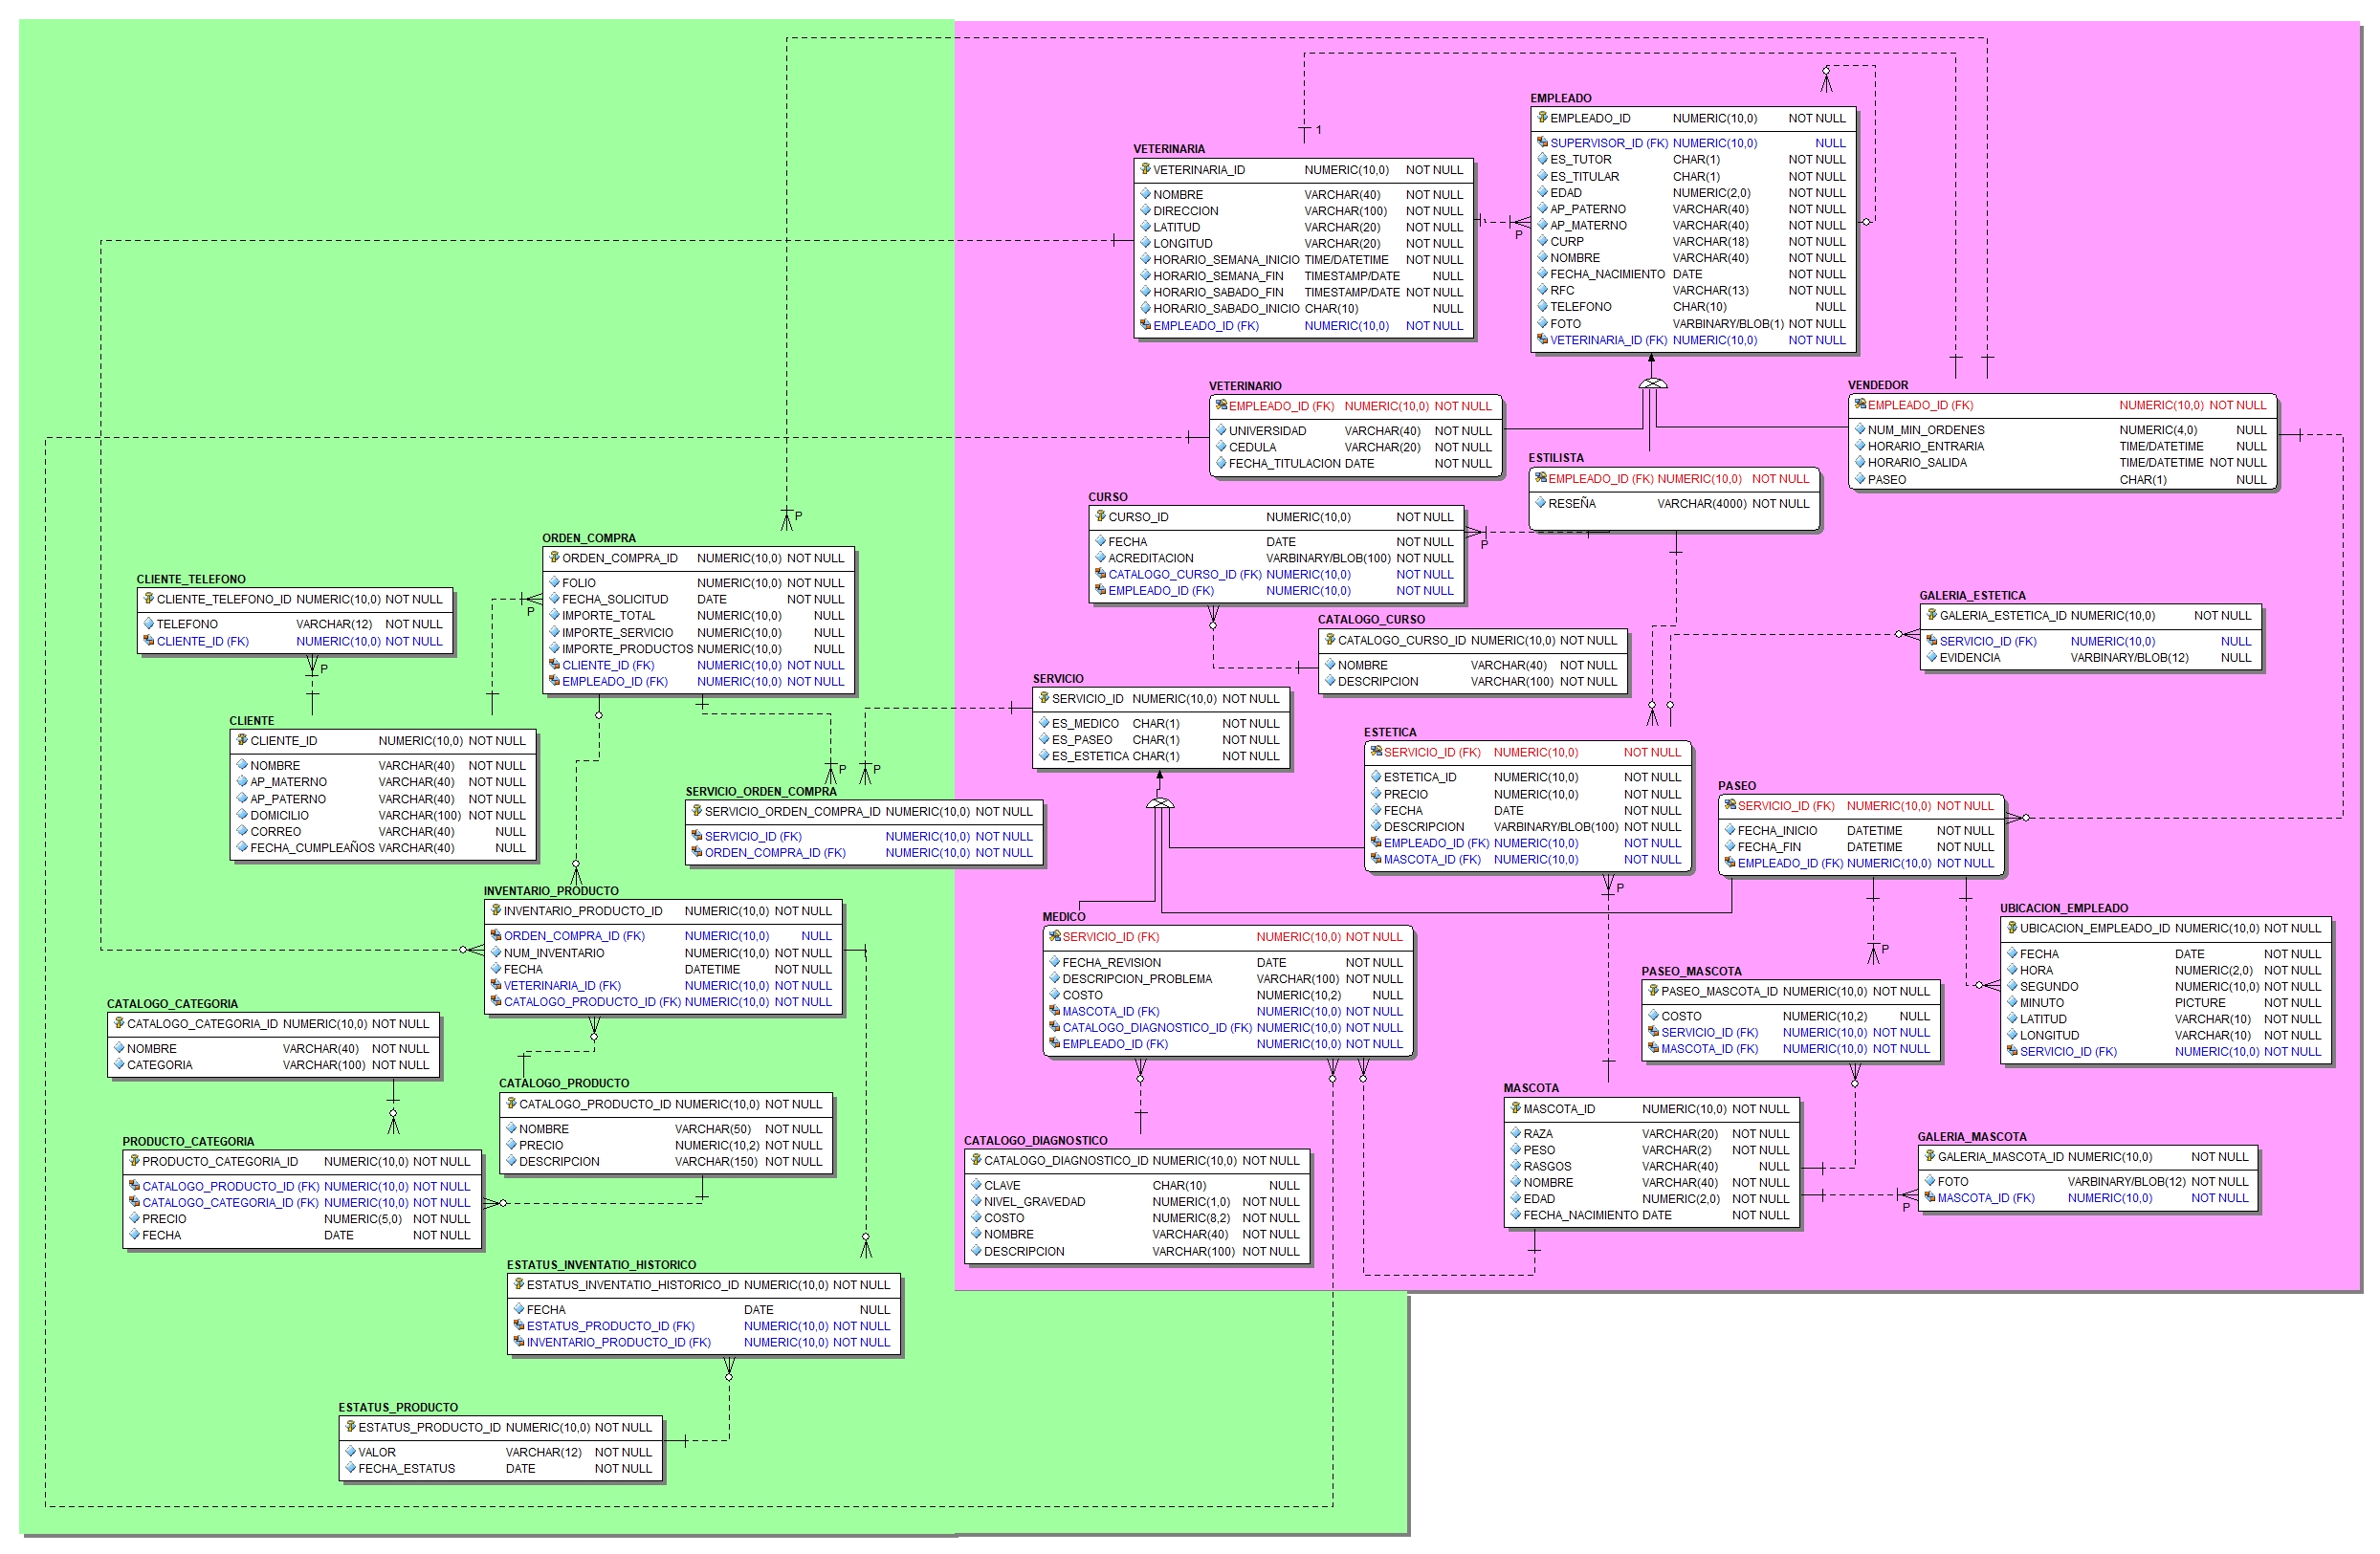 EMPLEADO
EMPLEADO_ID NUMERIC(10,0) NOT NULL
SUPERVISOR_ID (FK) NUMERIC(10,0) NULL
ES_TUTOR CHAR(1) NOT NULL
ES_TITULAR CHAR(1) NOT NULL
EDAD NUMERIC(2,0) NOT NULL
AP_PATERNO VARCHAR(40) NOT NULL
AP_MATERNO VARCHAR(40) NOT NULL
CURP VARCHAR(18) NOT NULL
NOMBRE VARCHAR(40) NOT NULL
FECHA_NACIMIENTO DATE NOT NULL
RFC VARCHAR(13) NOT NULL
TELEFONO CHAR(10) NULL
FOTO VARBINARY/BLOB(1) NOT NULL
VETERINARIA_ID (FK) NUMERIC(10,0) NOT NULL
1
P
VETERINARIA
VETERINARIA_ID NUMERIC(10,0) NOT NULL
NOMBRE VARCHAR(40) NOT NULL
DIRECCION VARCHAR(100) NOT NULL
LATITUD VARCHAR(20) NOT NULL
LONGITUD VARCHAR(20) NOT NULL
HORARIO_SEMANA_INICIO TIME/DATETIME NOT NULL
HORARIO_SEMANA_FIN TIMESTAMP/DATE NULL
HORARIO_SABADO_FIN TIMESTAMP/DATE NOT NULL
HORARIO_SABADO_INICIO CHAR(10) NULL
EMPLEADO_ID (FK) NUMERIC(10,0) NOT NULL
VETERINARIO
EMPLEADO_ID (FK) NUMERIC(10,0) NOT NULL
UNIVERSIDAD VARCHAR(40) NOT NULL
CEDULA VARCHAR(20) NOT NULL
FECHA_TITULACION DATE NOT NULL
VENDEDOR
EMPLEADO_ID (FK) NUMERIC(10,0) NOT NULL
NUM_MIN_ORDENES NUMERIC(4,0) NULL
HORARIO_ENTRARIA TIME/DATETIME NULL
HORARIO_SALIDA TIME/DATETIME NOT NULL
PASEO CHAR(1) NULL
ESTILISTA
EMPLEADO_ID (FK) NUMERIC(10,0) NOT NULL
RESEÑA VARCHAR(4000) NOT NULL
CURSO
CURSO_ID NUMERIC(10,0) NOT NULL
FECHA DATE NOT NULL
ACREDITACION VARBINARY/BLOB(100) NOT NULL
CATALOGO_CURSO_ID (FK) NUMERIC(10,0) NOT NULL
EMPLEADO_ID (FK) NUMERIC(10,0) NOT NULL
P
P
ORDEN_COMPRA
ORDEN_COMPRA_ID NUMERIC(10,0) NOT NULL
FOLIO NUMERIC(10,0) NOT NULL
FECHA_SOLICITUD DATE NOT NULL
IMPORTE_TOTAL NUMERIC(10,0) NULL
IMPORTE_SERVICIO NUMERIC(10,0) NULL
IMPORTE_PRODUCTOS NUMERIC(10,0) NULL
CLIENTE_ID (FK) NUMERIC(10,0) NOT NULL
EMPLEADO_ID (FK) NUMERIC(10,0) NOT NULL
P
CLIENTE_TELEFONO
CLIENTE_TELEFONO_ID NUMERIC(10,0) NOT NULL
TELEFONO VARCHAR(12) NOT NULL
CLIENTE_ID (FK) NUMERIC(10,0) NOT NULL
P
GALERIA_ESTETICA
GALERIA_ESTETICA_ID NUMERIC(10,0) NOT NULL
SERVICIO_ID (FK) NUMERIC(10,0) NULL
EVIDENCIA VARBINARY/BLOB(12) NULL
CATALOGO_CURSO
CATALOGO_CURSO_ID NUMERIC(10,0) NOT NULL
NOMBRE VARCHAR(40) NOT NULL
DESCRIPCION VARCHAR(100) NOT NULL
SERVICIO
SERVICIO_ID NUMERIC(10,0) NOT NULL
ES_MEDICO CHAR(1) NOT NULL
ES_PASEO CHAR(1) NOT NULL
ES_ESTETICA CHAR(1) NOT NULL
CLIENTE
CLIENTE_ID NUMERIC(10,0) NOT NULL
NOMBRE VARCHAR(40) NOT NULL
AP_MATERNO VARCHAR(40) NOT NULL
AP_PATERNO VARCHAR(40) NOT NULL
DOMICILIO VARCHAR(100) NOT NULL
CORREO VARCHAR(40) NULL
FECHA_CUMPLEAÑOS VARCHAR(40) NULL
P
P
SERVICIO_ORDEN_COMPRA
SERVICIO_ORDEN_COMPRA_ID NUMERIC(10,0) NOT NULL
SERVICIO_ID (FK) NUMERIC(10,0) NOT NULL
ORDEN_COMPRA_ID (FK) NUMERIC(10,0) NOT NULL
ESTETICA
SERVICIO_ID (FK) NUMERIC(10,0) NOT NULL
ESTETICA_ID NUMERIC(10,0) NOT NULL
PRECIO NUMERIC(10,0) NOT NULL
FECHA DATE NOT NULL
DESCRIPCION VARBINARY/BLOB(100) NOT NULL
EMPLEADO_ID (FK) NUMERIC(10,0) NOT NULL
MASCOTA_ID (FK) NUMERIC(10,0) NOT NULL
P
PASEO
SERVICIO_ID (FK) NUMERIC(10,0) NOT NULL
FECHA_INICIO DATETIME NOT NULL
FECHA_FIN DATETIME NOT NULL
EMPLEADO_ID (FK) NUMERIC(10,0) NOT NULL
INVENTARIO_PRODUCTO
INVENTARIO_PRODUCTO_ID NUMERIC(10,0) NOT NULL
ORDEN_COMPRA_ID (FK) NUMERIC(10,0) NULL
NUM_INVENTARIO NUMERIC(10,0) NOT NULL
FECHA DATETIME NOT NULL
VETERINARIA_ID (FK) NUMERIC(10,0) NOT NULL
CATALOGO_PRODUCTO_ID (FK) NUMERIC(10,0) NOT NULL
MEDICO
SERVICIO_ID (FK) NUMERIC(10,0) NOT NULL
FECHA_REVISION DATE NOT NULL
DESCRIPCION_PROBLEMA VARCHAR(100) NOT NULL
COSTO NUMERIC(10,2) NULL
MASCOTA_ID (FK) NUMERIC(10,0) NOT NULL
CATALOGO_DIAGNOSTICO_ID (FK) NUMERIC(10,0) NOT NULL
EMPLEADO_ID (FK) NUMERIC(10,0) NOT NULL
UBICACION_EMPLEADO
UBICACION_EMPLEADO_ID NUMERIC(10,0) NOT NULL
FECHA DATE NOT NULL
HORA NUMERIC(2,0) NOT NULL
SEGUNDO NUMERIC(10,0) NOT NULL
MINUTO PICTURE NOT NULL
LATITUD VARCHAR(10) NOT NULL
LONGITUD VARCHAR(10) NOT NULL
SERVICIO_ID (FK) NUMERIC(10,0) NOT NULL
P
PASEO_MASCOTA
PASEO_MASCOTA_ID NUMERIC(10,0) NOT NULL
COSTO NUMERIC(10,2) NULL
SERVICIO_ID (FK) NUMERIC(10,0) NOT NULL
MASCOTA_ID (FK) NUMERIC(10,0) NOT NULL
CATALOGO_CATEGORIA
CATALOGO_CATEGORIA_ID NUMERIC(10,0) NOT NULL
NOMBRE VARCHAR(40) NOT NULL
CATEGORIA VARCHAR(100) NOT NULL
CATALOGO_PRODUCTO
CATALOGO_PRODUCTO_ID NUMERIC(10,0) NOT NULL
NOMBRE VARCHAR(50) NOT NULL
PRECIO NUMERIC(10,2) NOT NULL
DESCRIPCION VARCHAR(150) NOT NULL
MASCOTA
MASCOTA_ID NUMERIC(10,0) NOT NULL
RAZA VARCHAR(20) NOT NULL
PESO VARCHAR(2) NOT NULL
RASGOS VARCHAR(40) NULL
NOMBRE VARCHAR(40) NOT NULL
EDAD NUMERIC(2,0) NOT NULL
FECHA_NACIMIENTO DATE NOT NULL
PRODUCTO_CATEGORIA
PRODUCTO_CATEGORIA_ID NUMERIC(10,0) NOT NULL
CATALOGO_PRODUCTO_ID (FK) NUMERIC(10,0) NOT NULL
CATALOGO_CATEGORIA_ID (FK) NUMERIC(10,0) NOT NULL
PRECIO NUMERIC(5,0) NOT NULL
FECHA DATE NOT NULL
CATALOGO_DIAGNOSTICO
CATALOGO_DIAGNOSTICO_ID NUMERIC(10,0) NOT NULL
CLAVE CHAR(10) NULL
NIVEL_GRAVEDAD NUMERIC(1,0) NOT NULL
COSTO NUMERIC(8,2) NOT NULL
NOMBRE VARCHAR(40) NOT NULL
DESCRIPCION VARCHAR(100) NOT NULL
GALERIA_MASCOTA
GALERIA_MASCOTA_ID NUMERIC(10,0) NOT NULL
FOTO VARBINARY/BLOB(12) NOT NULL
MASCOTA_ID (FK) NUMERIC(10,0) NOT NULL
P
ESTATUS_INVENTATIO_HISTORICO
ESTATUS_INVENTATIO_HISTORICO_ID NUMERIC(10,0) NOT NULL
FECHA DATE NULL
ESTATUS_PRODUCTO_ID (FK) NUMERIC(10,0) NOT NULL
INVENTARIO_PRODUCTO_ID (FK) NUMERIC(10,0) NOT NULL
ESTATUS_PRODUCTO
ESTATUS_PRODUCTO_ID NUMERIC(10,0) NOT NULL
VALOR VARCHAR(12) NOT NULL
FECHA_ESTATUS DATE NOT NULL